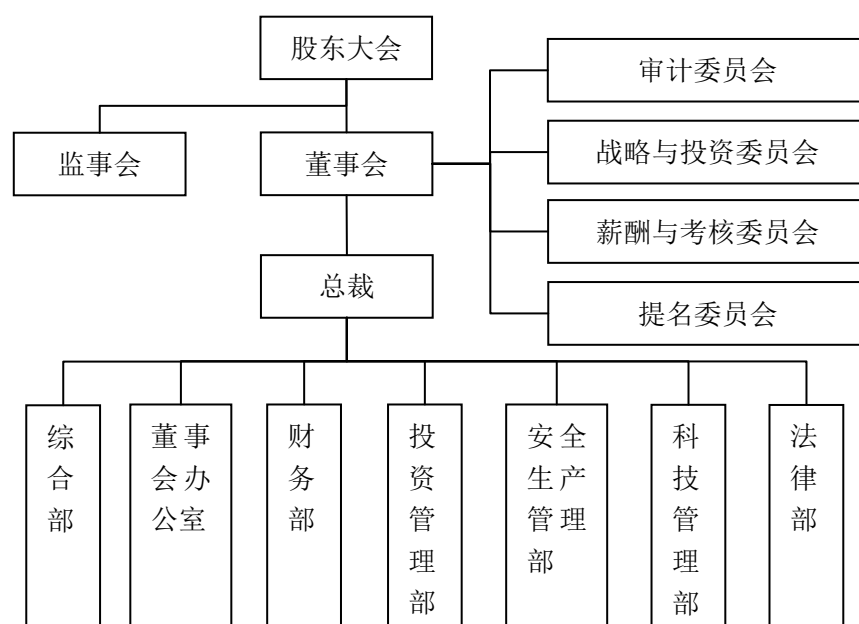 股东大会
审计委员会
监事会
董事会
战略与投资委员会
薪酬与考核委员会
总裁
提名委员会
综合部
董事会办公室
财务部
投资管理部
安全生产管理部
科技管理部
法律部